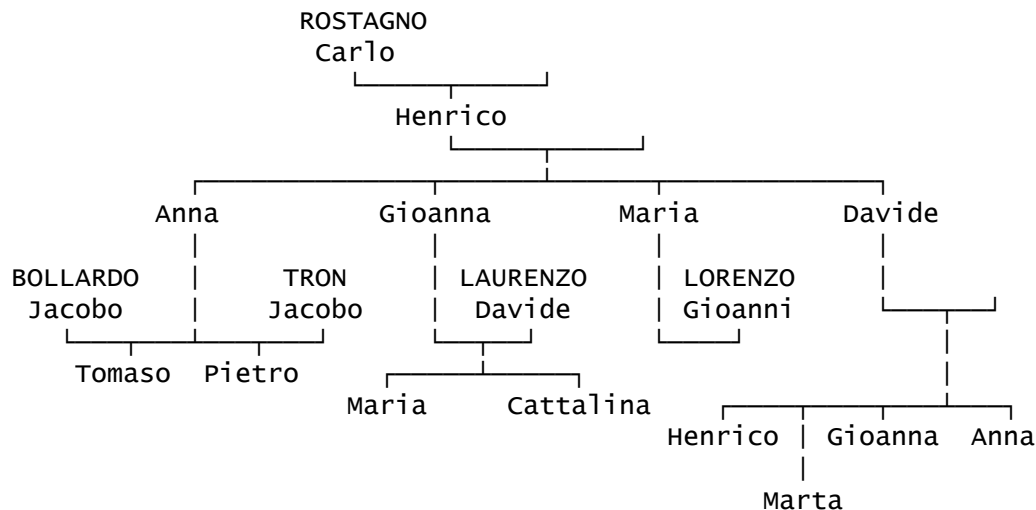 ROSTAGNO
Carlo
Henrico
Anna Gioanna Maria Davide
BOLLARDO TRON LAURENZO LORENZO
Jacobo Jacobo Davide Gioanni
Tomaso Pietro
Maria Cattalina
Henrico Gioanna Anna
Marta